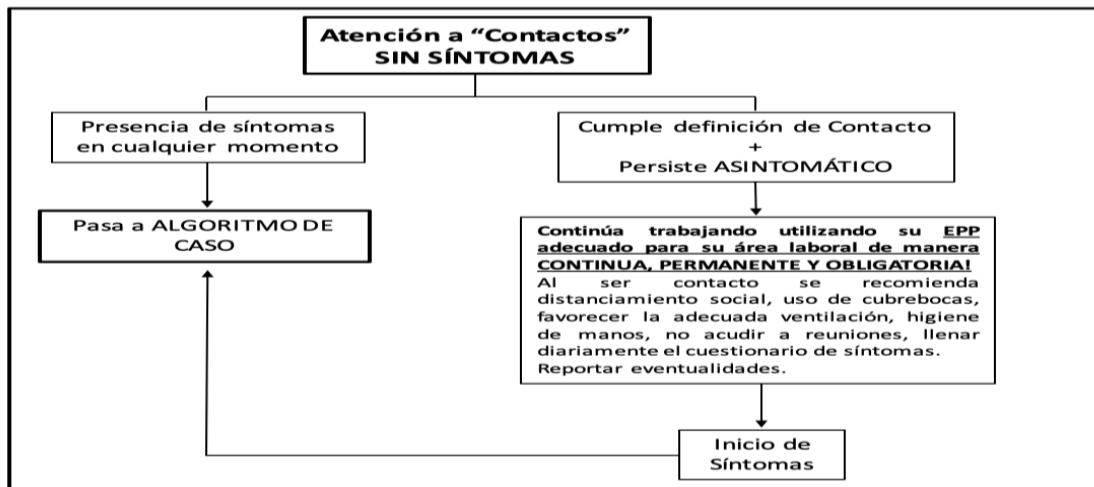 Atención a “Contactos”
SIN SÍNTOMAS
Presencia de síntomas
en cualquier momento
Pasa a ALGORITMO DE
CASO
Cumple definición de Contacto
+
Persiste ASINTOMÁTICO
Continúa trabajando utilizando su EPP
adecuado para su área laboral de manera
CONTINUA, PERMANENTE Y OBLIGATORIA!
Al ser contacto se recomienda
distanciamiento social, uso de cubrebocas,
favorecer la adecuada ventilación, higiene
de manos, no acudir a reuniones, llenar
diariamente el cuestionario de síntomas.
Reportar eventualidades.
Inicio de
Síntomas